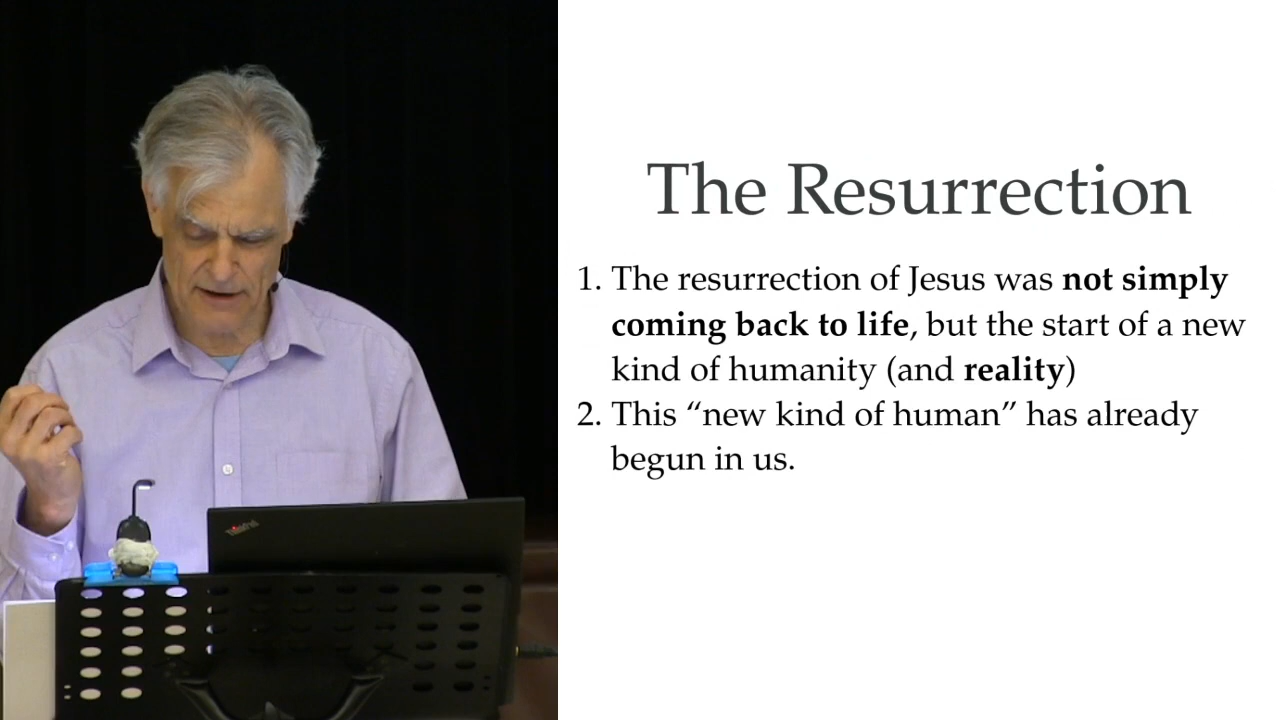 The Resurrection
1. The resurrection of Jesus was not simply
coming back to life, but the start of a new
kind of humanity (and reality)
2. This “new kind of human” has already
begun in us.
ThinkPad